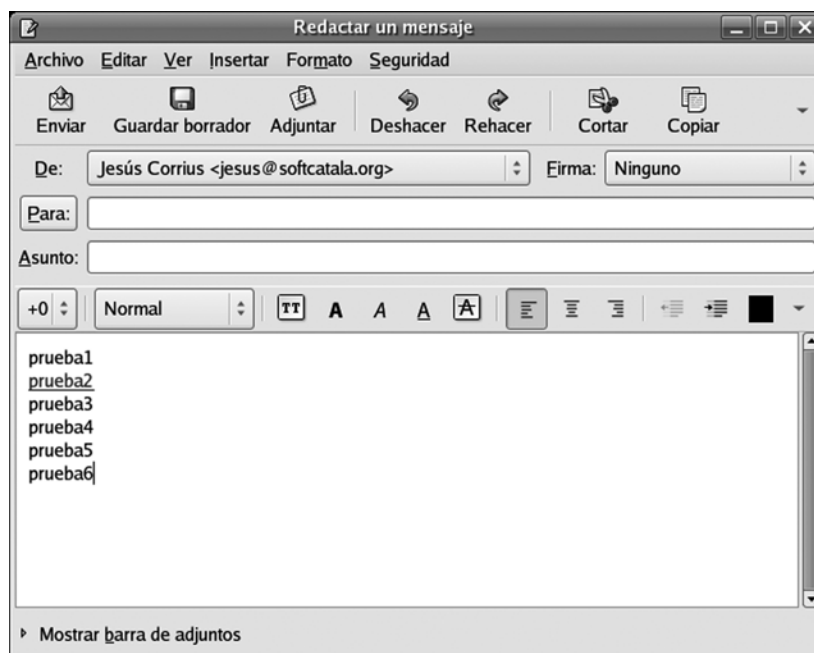 Redactar un mensaje
Archivo Editar Ver Insertar Formato Seguridad
Enviar Guardar borrador Adjuntar Deshacer Rehacer Cortar Copiar
De: Jesús Corrius <jesus@softcatala.org> Firma: Ninguno
Para:
Asunto:
+0 Normal TT A A A A
prueba1
prueba2
prueba3
prueba4
prueba5
prueba6
Mostrar barra de adjuntos